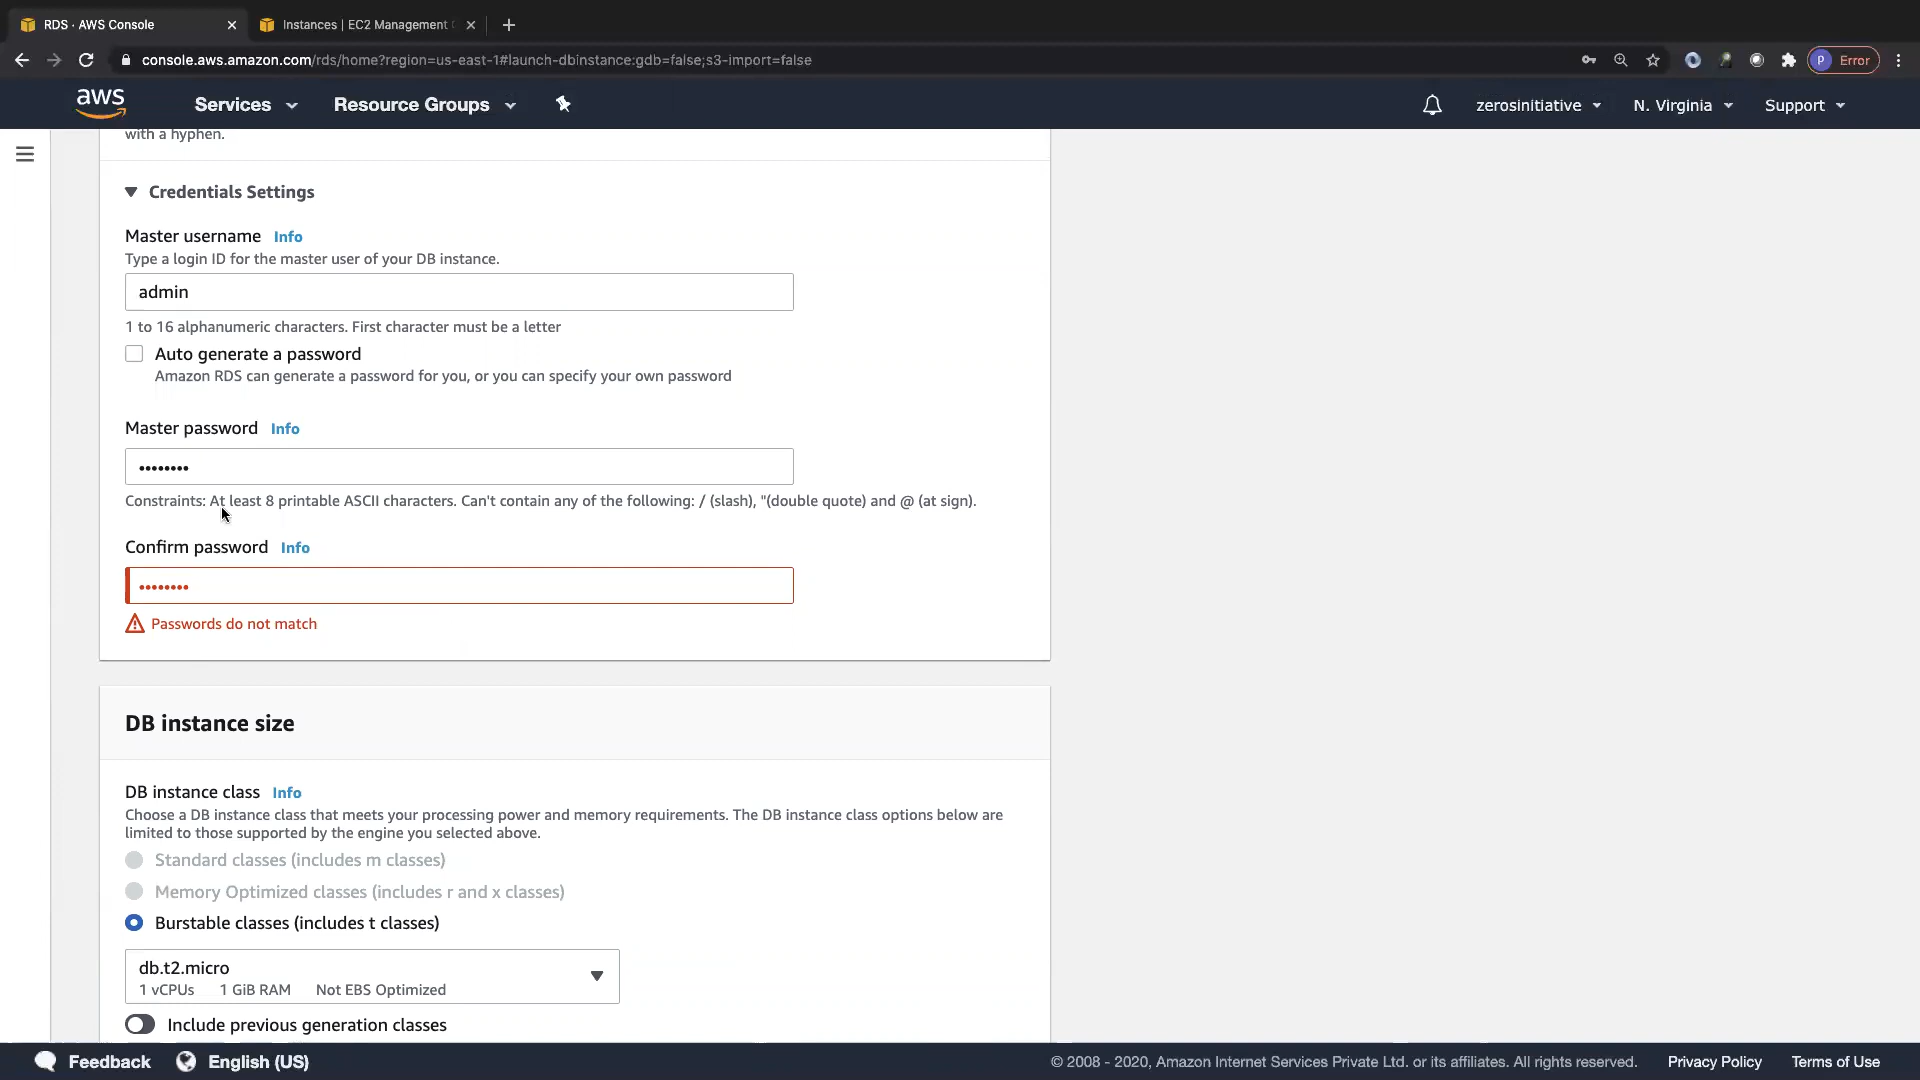 RDS · AWS Console
Instances | EC2 Management
console.aws.amazon.com/rds/home?region=us-east-1#launch-dbinstance:gdb=false;s3-import=false
P Error
aws
Services
Resource Groups
zerosinitiative
N. Virginia
Support
with a hyphen.
Credentials Settings
Master username Info
Type a login ID for the master user of your DB instance.
admin
1 to 16 alphanumeric characters. First character must be a letter
Auto generate a password
Amazon RDS can generate a password for you, or you can specify your own password
Master password Info
••••••••
Constraints: At least 8 printable ASCII characters. Can't contain any of the following: / (slash), "(double quote) and @ (at sign).
Confirm password Info
••••••••
Passwords do not match
DB instance size
DB instance class Info
Choose a DB instance class that meets your processing power and memory requirements. The DB instance class options below are
limited to those supported by the engine you selected above.
Standard classes (includes m classes)
Memory Optimized classes (includes r and x classes)
Burstable classes (includes t classes)
db.t2.micro
1 vCPUs 1 GiB RAM Not EBS Optimized
Include previous generation classes
Feedback
English (US)
© 2008 - 2020, Amazon Internet Services Private Ltd. or its affiliates. All rights reserved.
Privacy Policy
Terms of Use